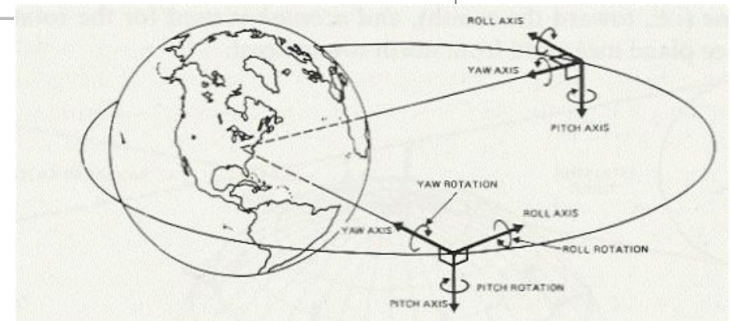 ROLL AXIS
YAW AXIS
PITCH AXIS
YAW ROTATION
ROLL AXIS
YAW AXIS
ROLL ROTATION
PITCH ROTATION
PITCH AXIS